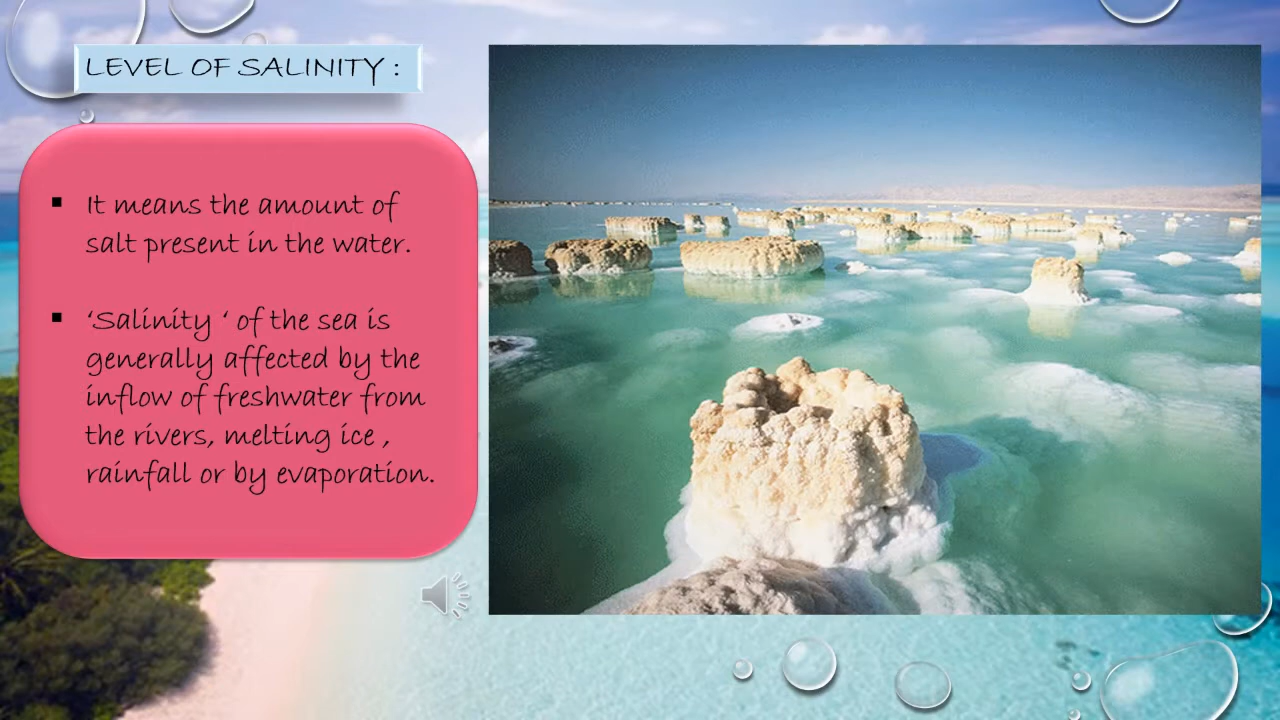 LEVEL OF SALINITY :
▪ It means the amount of
salt present in the water.
▪ ‘Salinity ‘ of the sea is
generally affected by the
inflow of freshwater from
the rivers, melting ice ,
rainfall or by evaporation.